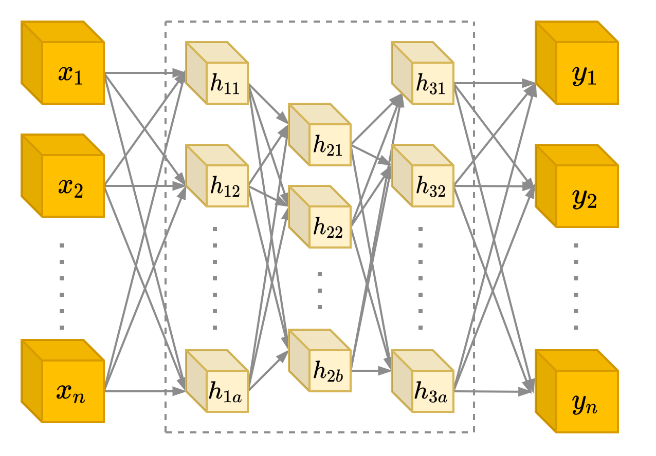 x₁
x₂
xₙ
h₁₁
h₁₂
h₁ₐ
h₂₁
h₂₂
h₂b
h₃₁
h₃₂
h₃ₐ
y₁
y₂
yₙ